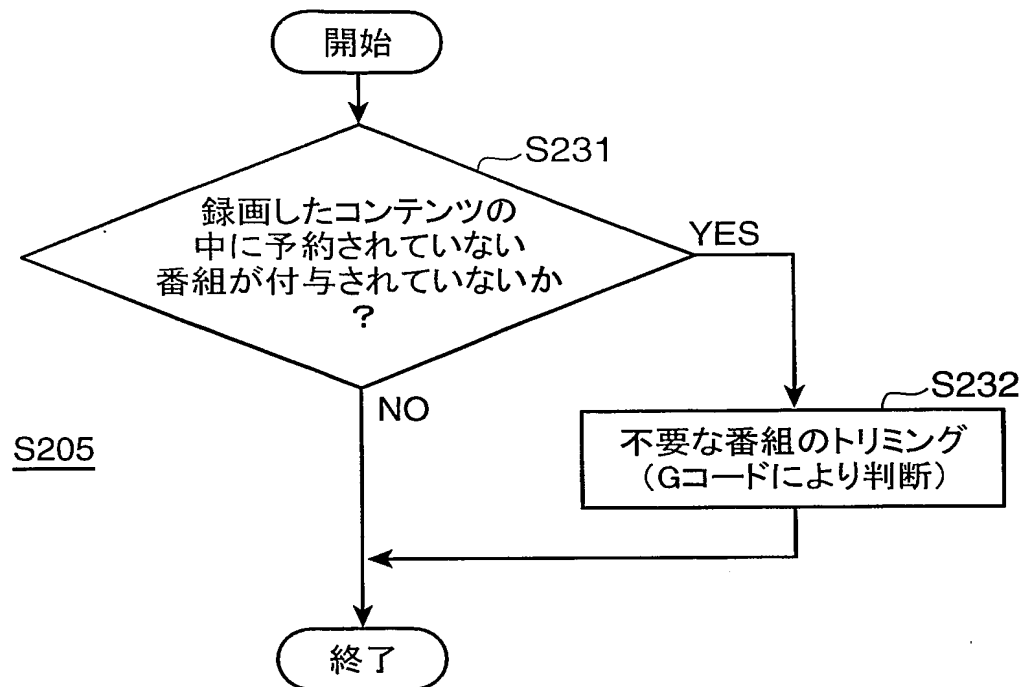 開始
S231
録画したコンテンツの
中に予約されていない
番組が付与されていないか
?
YES
NO
S232
不要な番組のトリミング
(Gコードにより判断)
S205
終了